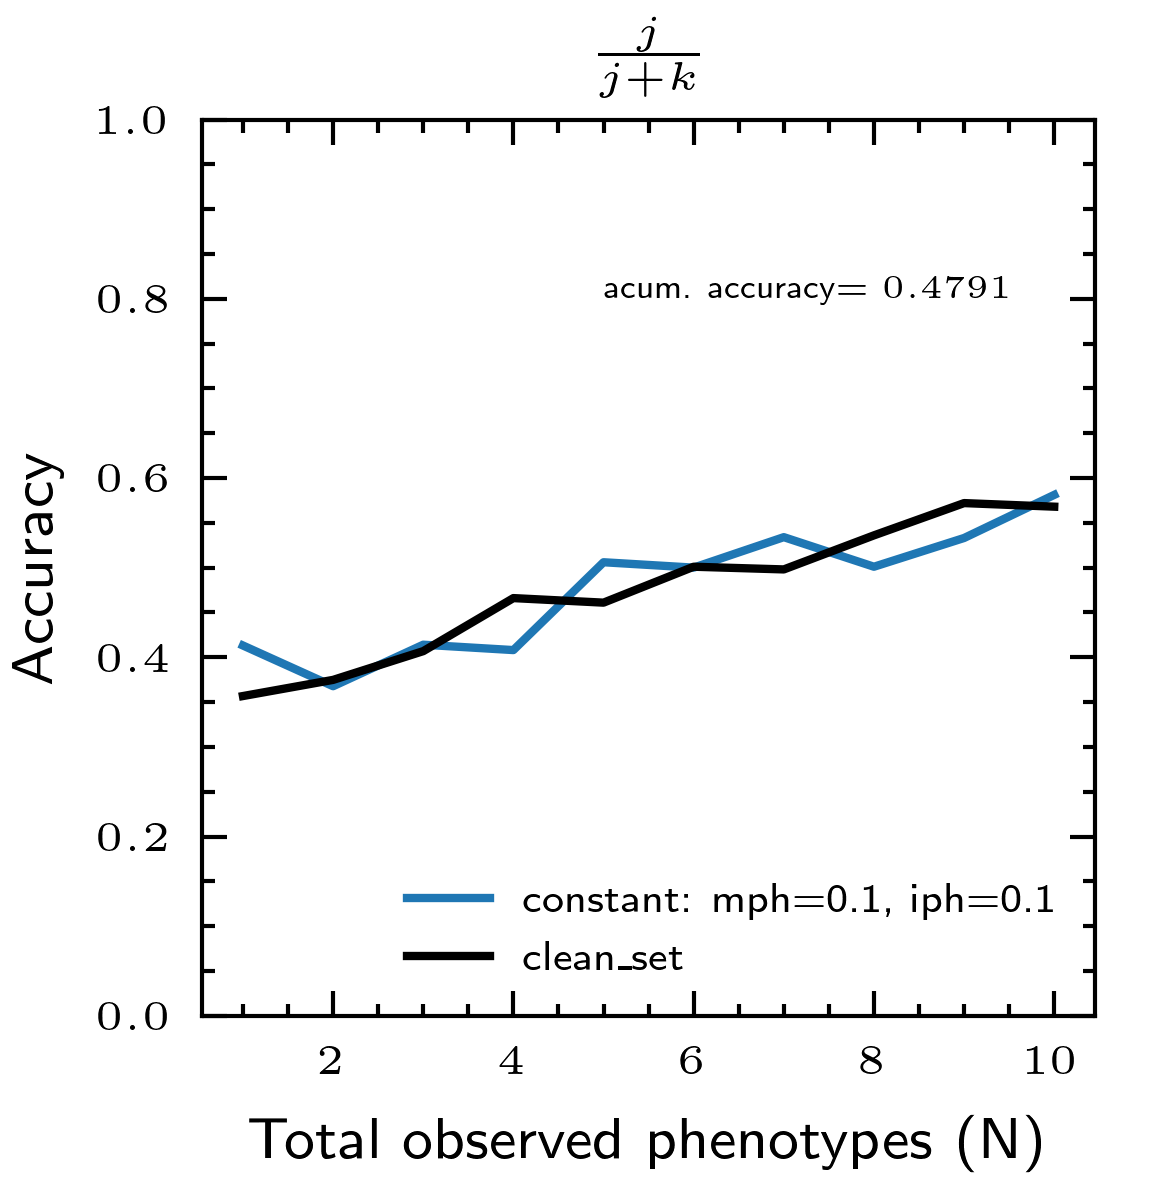 j
j+k
1.0
0.8
acum. accuracy= 0.4791
0.6
0.4
0.2
0.0
Accuracy
constant: mph=0.1, iph=0.1
clean_set
2 4 6 8 10
Total observed phenotypes (N)